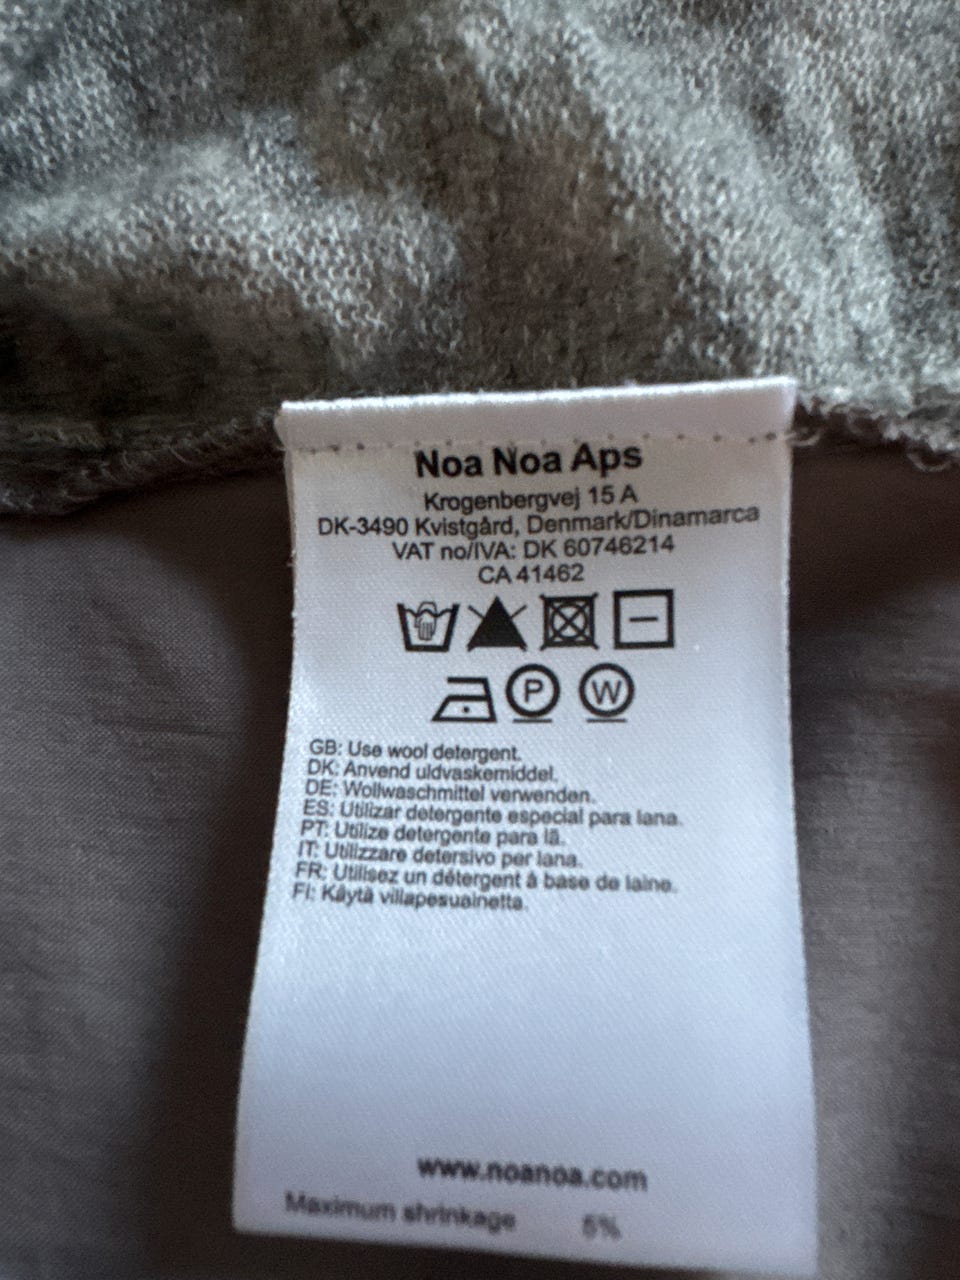 Noa Noa Aps
Krogenbergvej 15 A
DK-3490 Kvistgård, Denmark/Dinamarca
VAT no/IVA: DK 60746214
CA 41462
P W
GB: Use wool detergent.
DK: Anvend uldvaskemiddel.
DE: Wollwaschmittel verwenden.
ES: Utilizar detergente especial para lana.
PT: Utilize detergente para lã.
IT: Utilizzare detersivo per lana.
FR: Utilisez un détergent à base de laine.
FI: Käytä villapesuainetta.
www.noanoa.com
Maximum shrinkage 5%